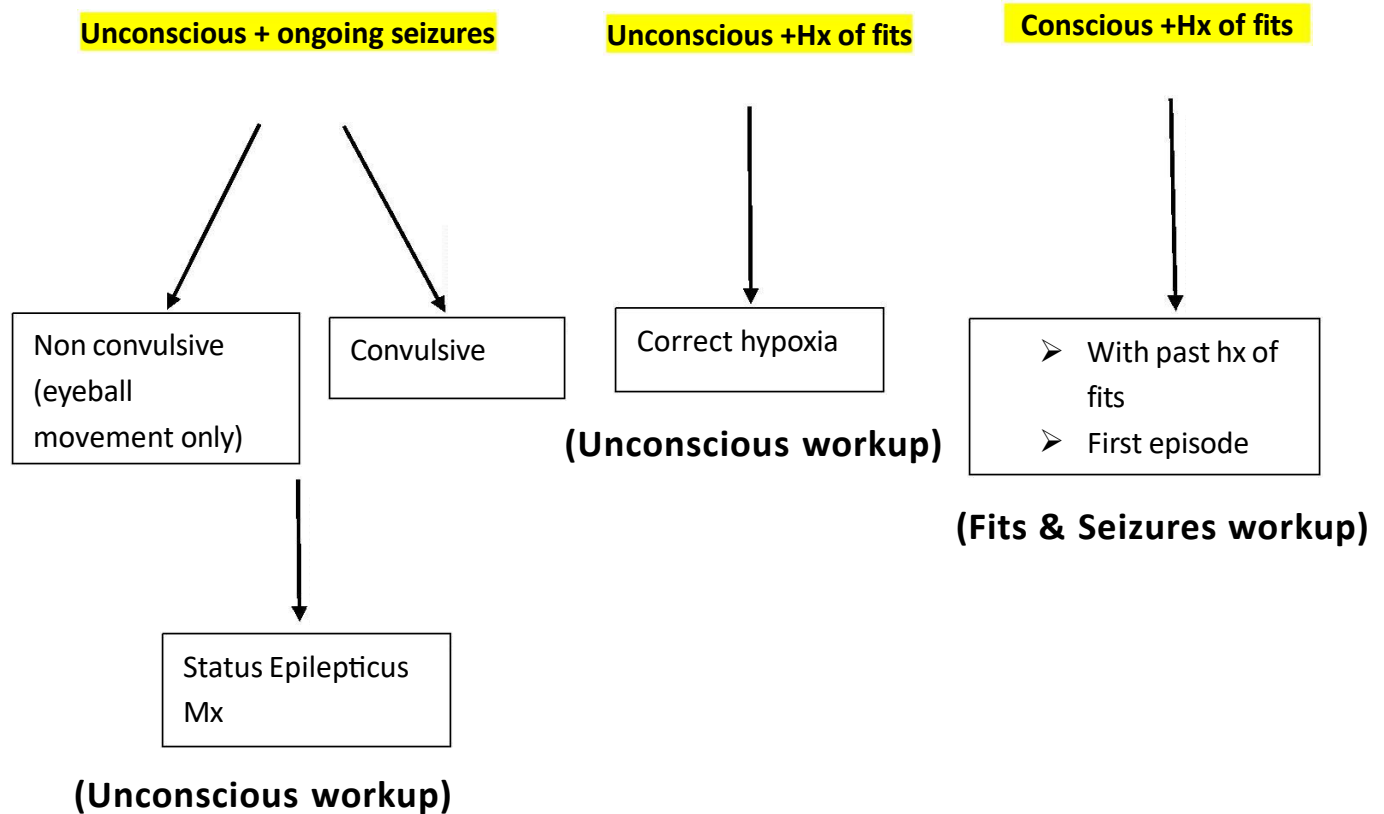 Unconscious + ongoing seizures
Unconscious +Hx of fits
Conscious +Hx of fits
Non convulsive
(eyeball
movement only)
Convulsive
Correct hypoxia
➢ With past hx of
fits
➢ First episode
(Unconscious workup)
(Fits & Seizures workup)
Status Epilepticus
Mx
(Unconscious workup)